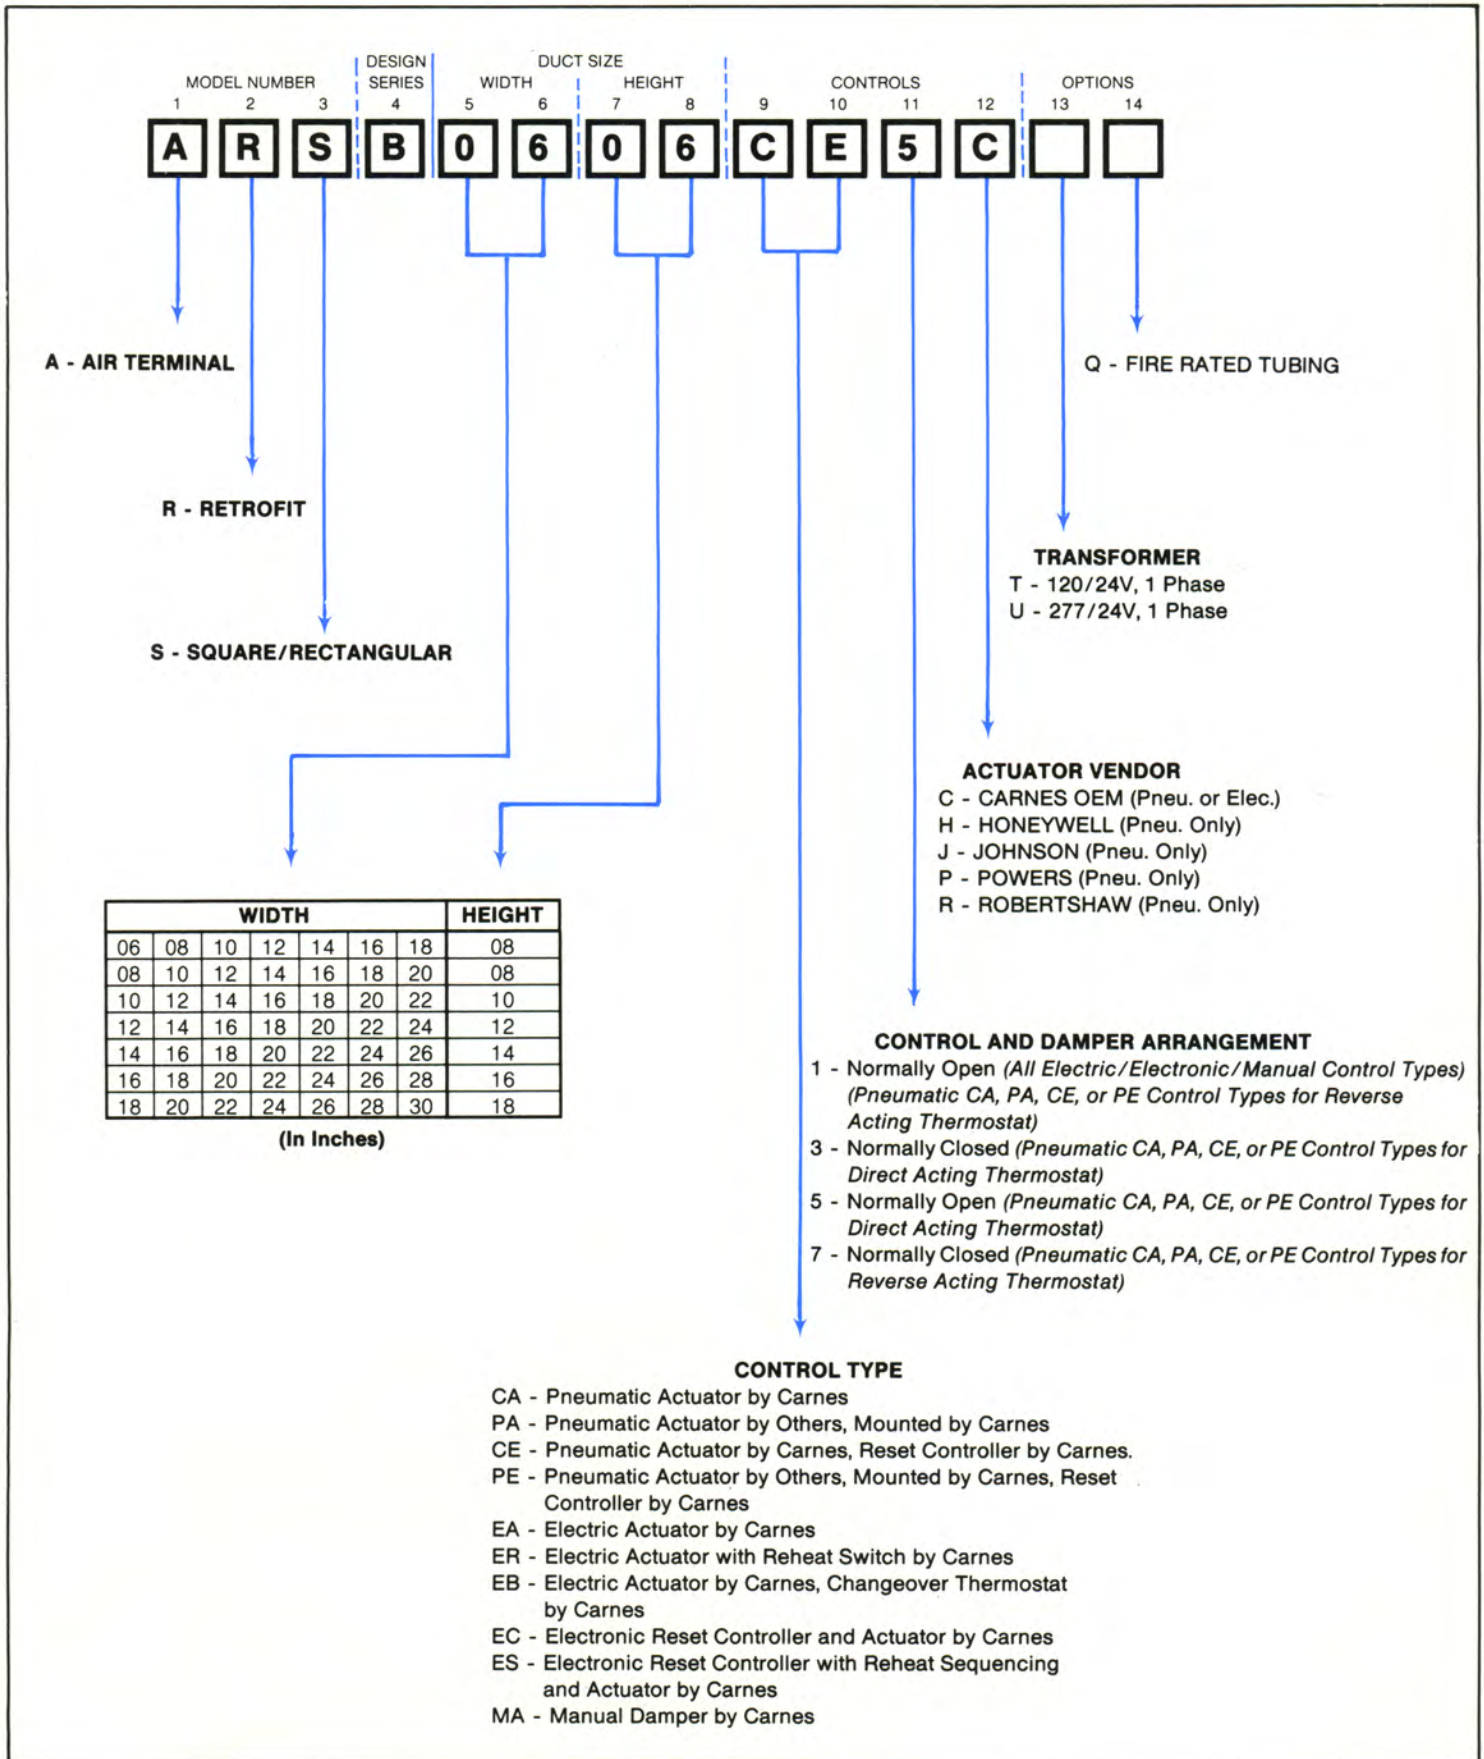 DESIGN DUCT SIZE
MODEL NUMBER SERIES WIDTH HEIGHT CONTROLS OPTIONS
1 2 3 4 5 6 7 8 9 10 11 12 13 14
A R S B 0 6 0 6 C E 5 C
A - AIR TERMINAL
Q - FIRE RATED TUBING
R - RETROFIT
TRANSFORMER
T - 120/24V, 1 Phase
U - 277/24V, 1 Phase
S - SQUARE/RECTANGULAR
ACTUATOR VENDOR
C - CARNES OEM (Pneu. or Elec.)
H - HONEYWELL (Pneu. Only)
J - JOHNSON (Pneu. Only)
P - POWERS (Pneu. Only)
R - ROBERTSHAW (Pneu. Only)
WIDTH HEIGHT
06 08 10 12 14 16 18 08
08 10 12 14 16 18 20 08
10 12 14 16 18 20 22 10
12 14 16 18 20 22 24 12
14 16 18 20 22 24 26 14
16 18 20 22 24 26 28 16
18 20 22 24 26 28 30 18
(In Inches)
CONTROL AND DAMPER ARRANGEMENT
1 - Normally Open (All Electric/Electronic/Manual Control Types)
(Pneumatic CA, PA, CE, or PE Control Types for Reverse
Acting Thermostat)
3 - Normally Closed (Pneumatic CA, PA, CE, or PE Control Types for
Direct Acting Thermostat)
5 - Normally Open (Pneumatic CA, PA, CE, or PE Control Types for
Direct Acting Thermostat)
7 - Normally Closed (Pneumatic CA, PA, CE, or PE Control Types for
Reverse Acting Thermostat)
CONTROL TYPE
CA - Pneumatic Actuator by Carnes
PA - Pneumatic Actuator by Others, Mounted by Carnes
CE - Pneumatic Actuator by Carnes, Reset Controller by Carnes.
PE - Pneumatic Actuator by Others, Mounted by Carnes, Reset
Controller by Carnes
EA - Electric Actuator by Carnes
ER - Electric Actuator with Reheat Switch by Carnes
EB - Electric Actuator by Carnes, Changeover Thermostat
by Carnes
EC - Electronic Reset Controller and Actuator by Carnes
ES - Electronic Reset Controller with Reheat Sequencing
and Actuator by Carnes
MA - Manual Damper by Carnes